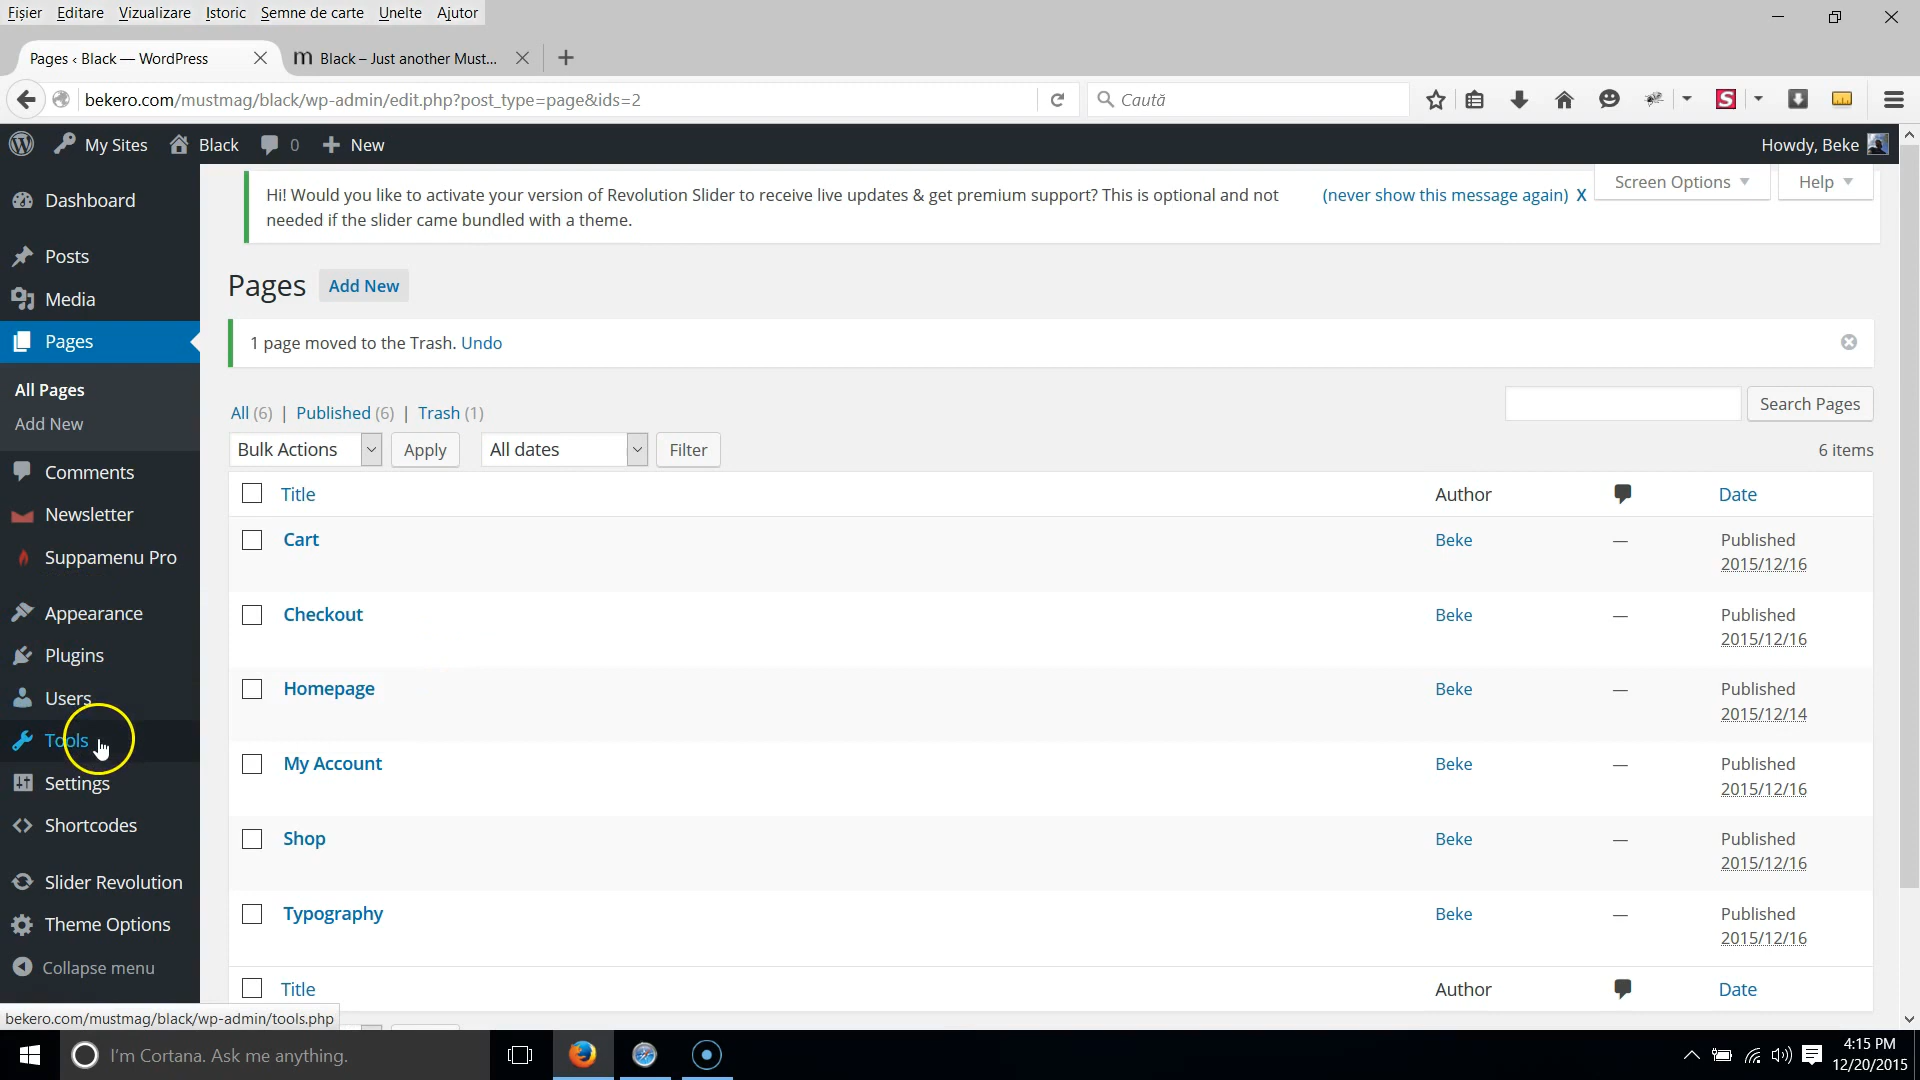 Fișier Editare Vizualizare Istoric Semne de carte Unelte Ajutor
Pages ‹ Black — WordPress
m Black – Just another Must...
bekero.com/mustmag/black/wp-admin/edit.php?post_type=page&ids=2
Caută
S
My Sites Black 0 New
Howdy, Beke
Dashboard
Posts
Media
Pages
All Pages
Add New
Comments
Newsletter
Suppamenu Pro
Appearance
Plugins
Users
Tools
Settings
Shortcodes
Slider Revolution
Theme Options
Collapse menu
Hi! Would you like to activate your version of Revolution Slider to receive live updates & get premium support? This is optional and not
needed if the slider came bundled with a theme.
(never show this message again) X
Screen Options Help
Pages Add New
1 page moved to the Trash. Undo
All (6) | Published (6) | Trash (1)
Search Pages
Bulk Actions Apply All dates Filter
6 items
Title Author Date
Cart Beke — Published
2015/12/16
Checkout Beke — Published
2015/12/16
Homepage Beke — Published
2015/12/14
My Account Beke — Published
2015/12/16
Shop Beke — Published
2015/12/16
Typography Beke — Published
2015/12/16
Title Author Date
bekero.com/mustmag/black/wp-admin/tools.php
I'm Cortana. Ask me anything.
4:15 PM
12/20/2015